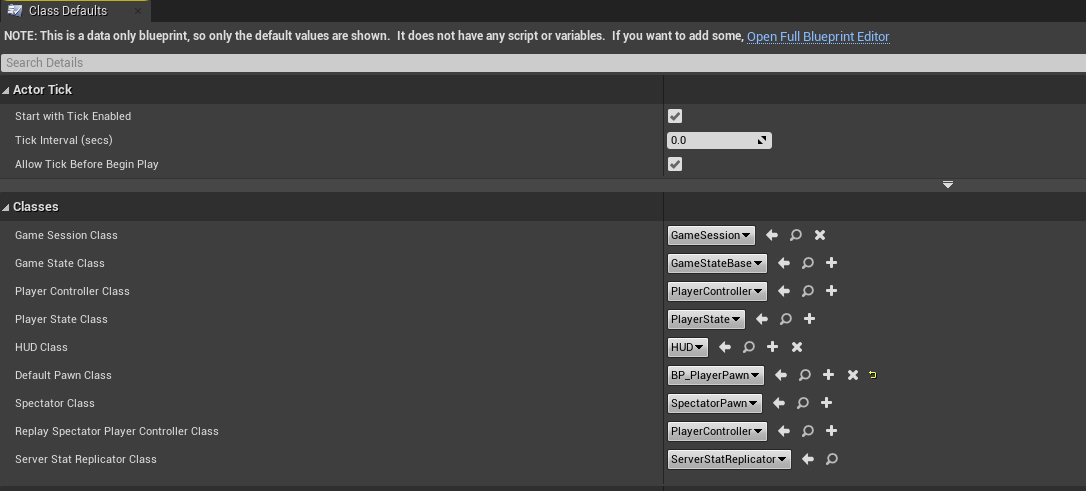 Class Defaults
NOTE: This is a data only blueprint, so only the default values are shown.  It does not have any script or variables.  If you want to add some, Open Full Blueprint Editor
Search Details
Actor Tick
Start with Tick Enabled
Tick Interval (secs) 0.0
Allow Tick Before Begin Play
Classes
Game Session Class GameSession
Game State Class GameStateBase
Player Controller Class PlayerController
Player State Class PlayerState
HUD Class HUD
Default Pawn Class BP_PlayerPawn
Spectator Class SpectatorPawn
Replay Spectator Player Controller Class PlayerController
Server Stat Replicator Class ServerStatReplicator